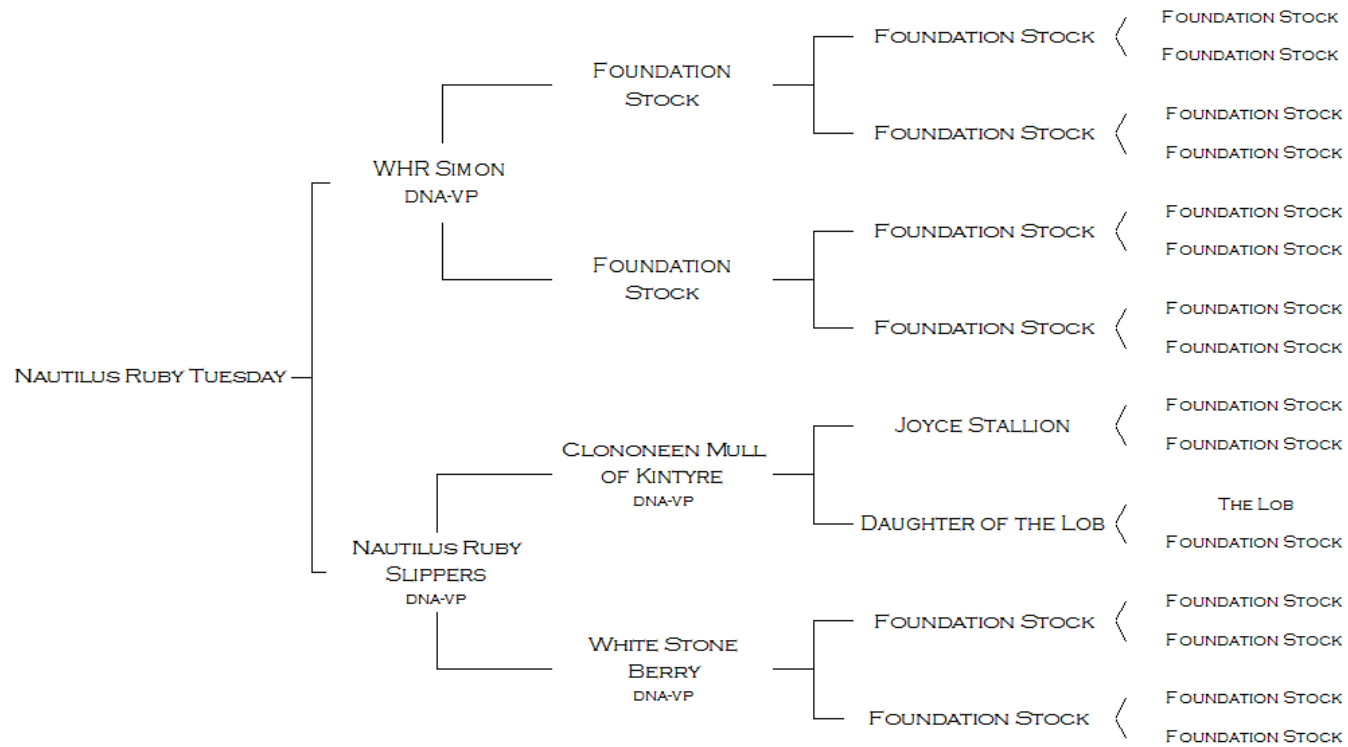 Foundation Stock
Foundation Stock
Foundation Stock
Foundation
Stock
Foundation Stock
Foundation Stock
Foundation Stock
WHR Simon
DNA-VP
Foundation Stock
Foundation Stock
Foundation Stock
Foundation
Stock
Foundation Stock
Foundation Stock
Foundation Stock
Nautilus Ruby Tuesday
Foundation Stock
Joyce Stallion
Foundation Stock
Clononeen Mull
of Kintyre
DNA-VP
The Lob
Daughter of the Lob
Foundation Stock
Nautilus Ruby
Slippers
DNA-VP
Foundation Stock
Foundation Stock
Foundation Stock
White Stone
Berry
DNA-VP
Foundation Stock
Foundation Stock
Foundation Stock